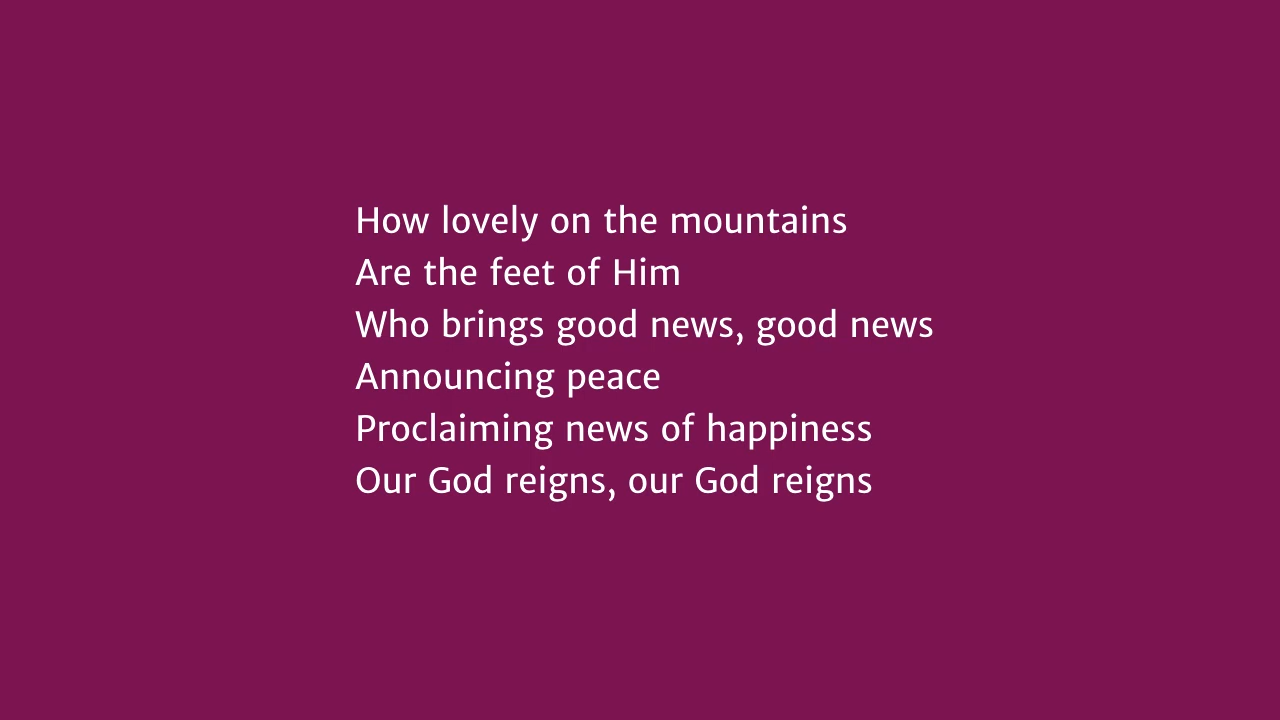 How lovely on the mountains
Are the feet of Him
Who brings good news, good news
Announcing peace
Proclaiming news of happiness
Our God reigns, our God reigns